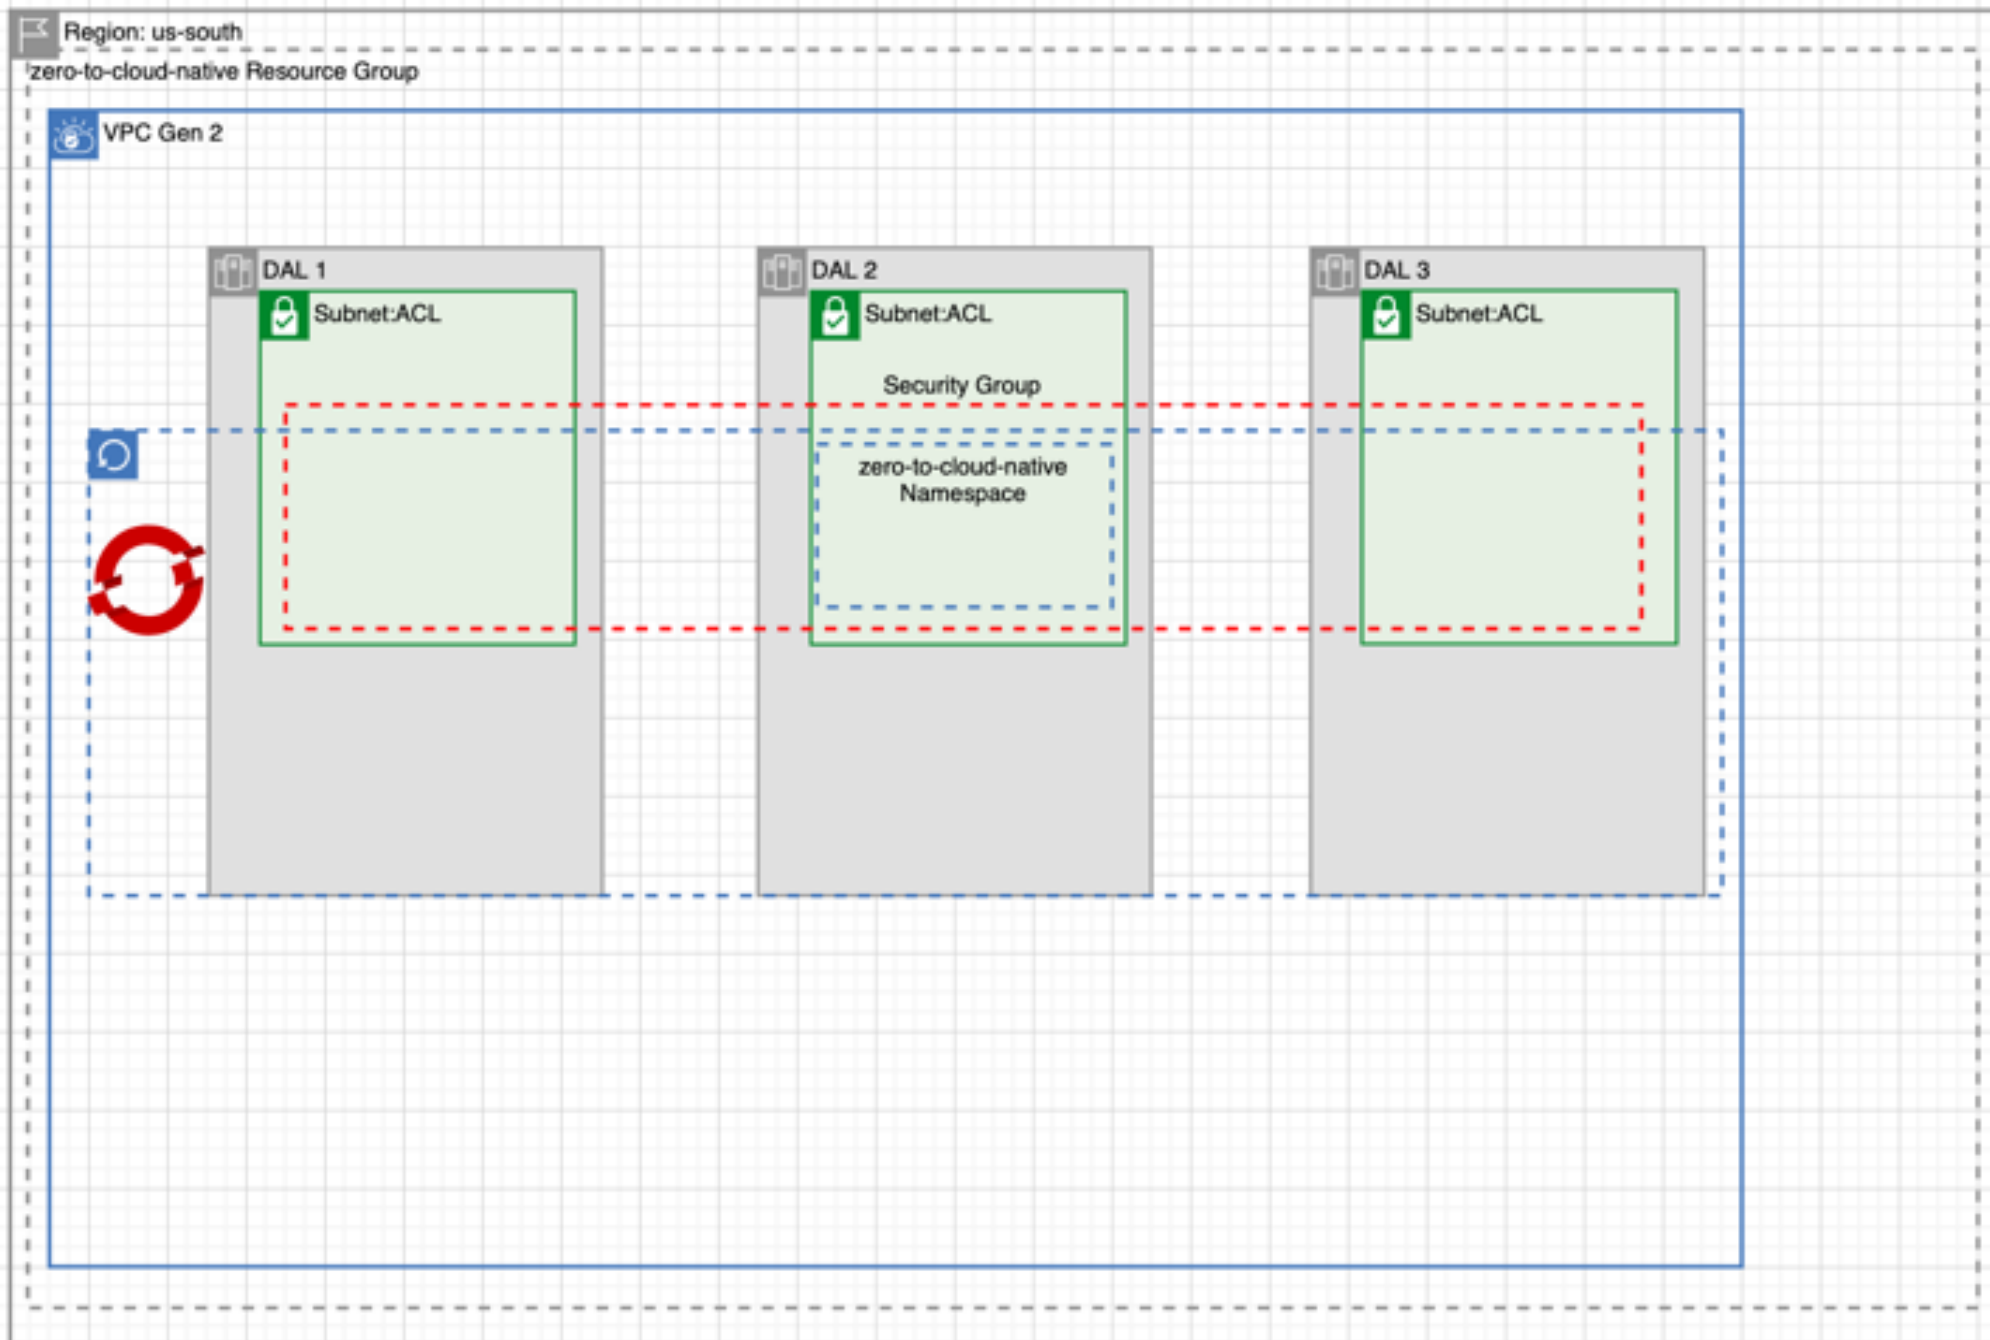 Region: us-south
zero-to-cloud-native Resource Group
VPC Gen 2
DAL 1
DAL 2
DAL 3
Subnet:ACL
Subnet:ACL
Subnet:ACL
Security Group
zero-to-cloud-native
Namespace